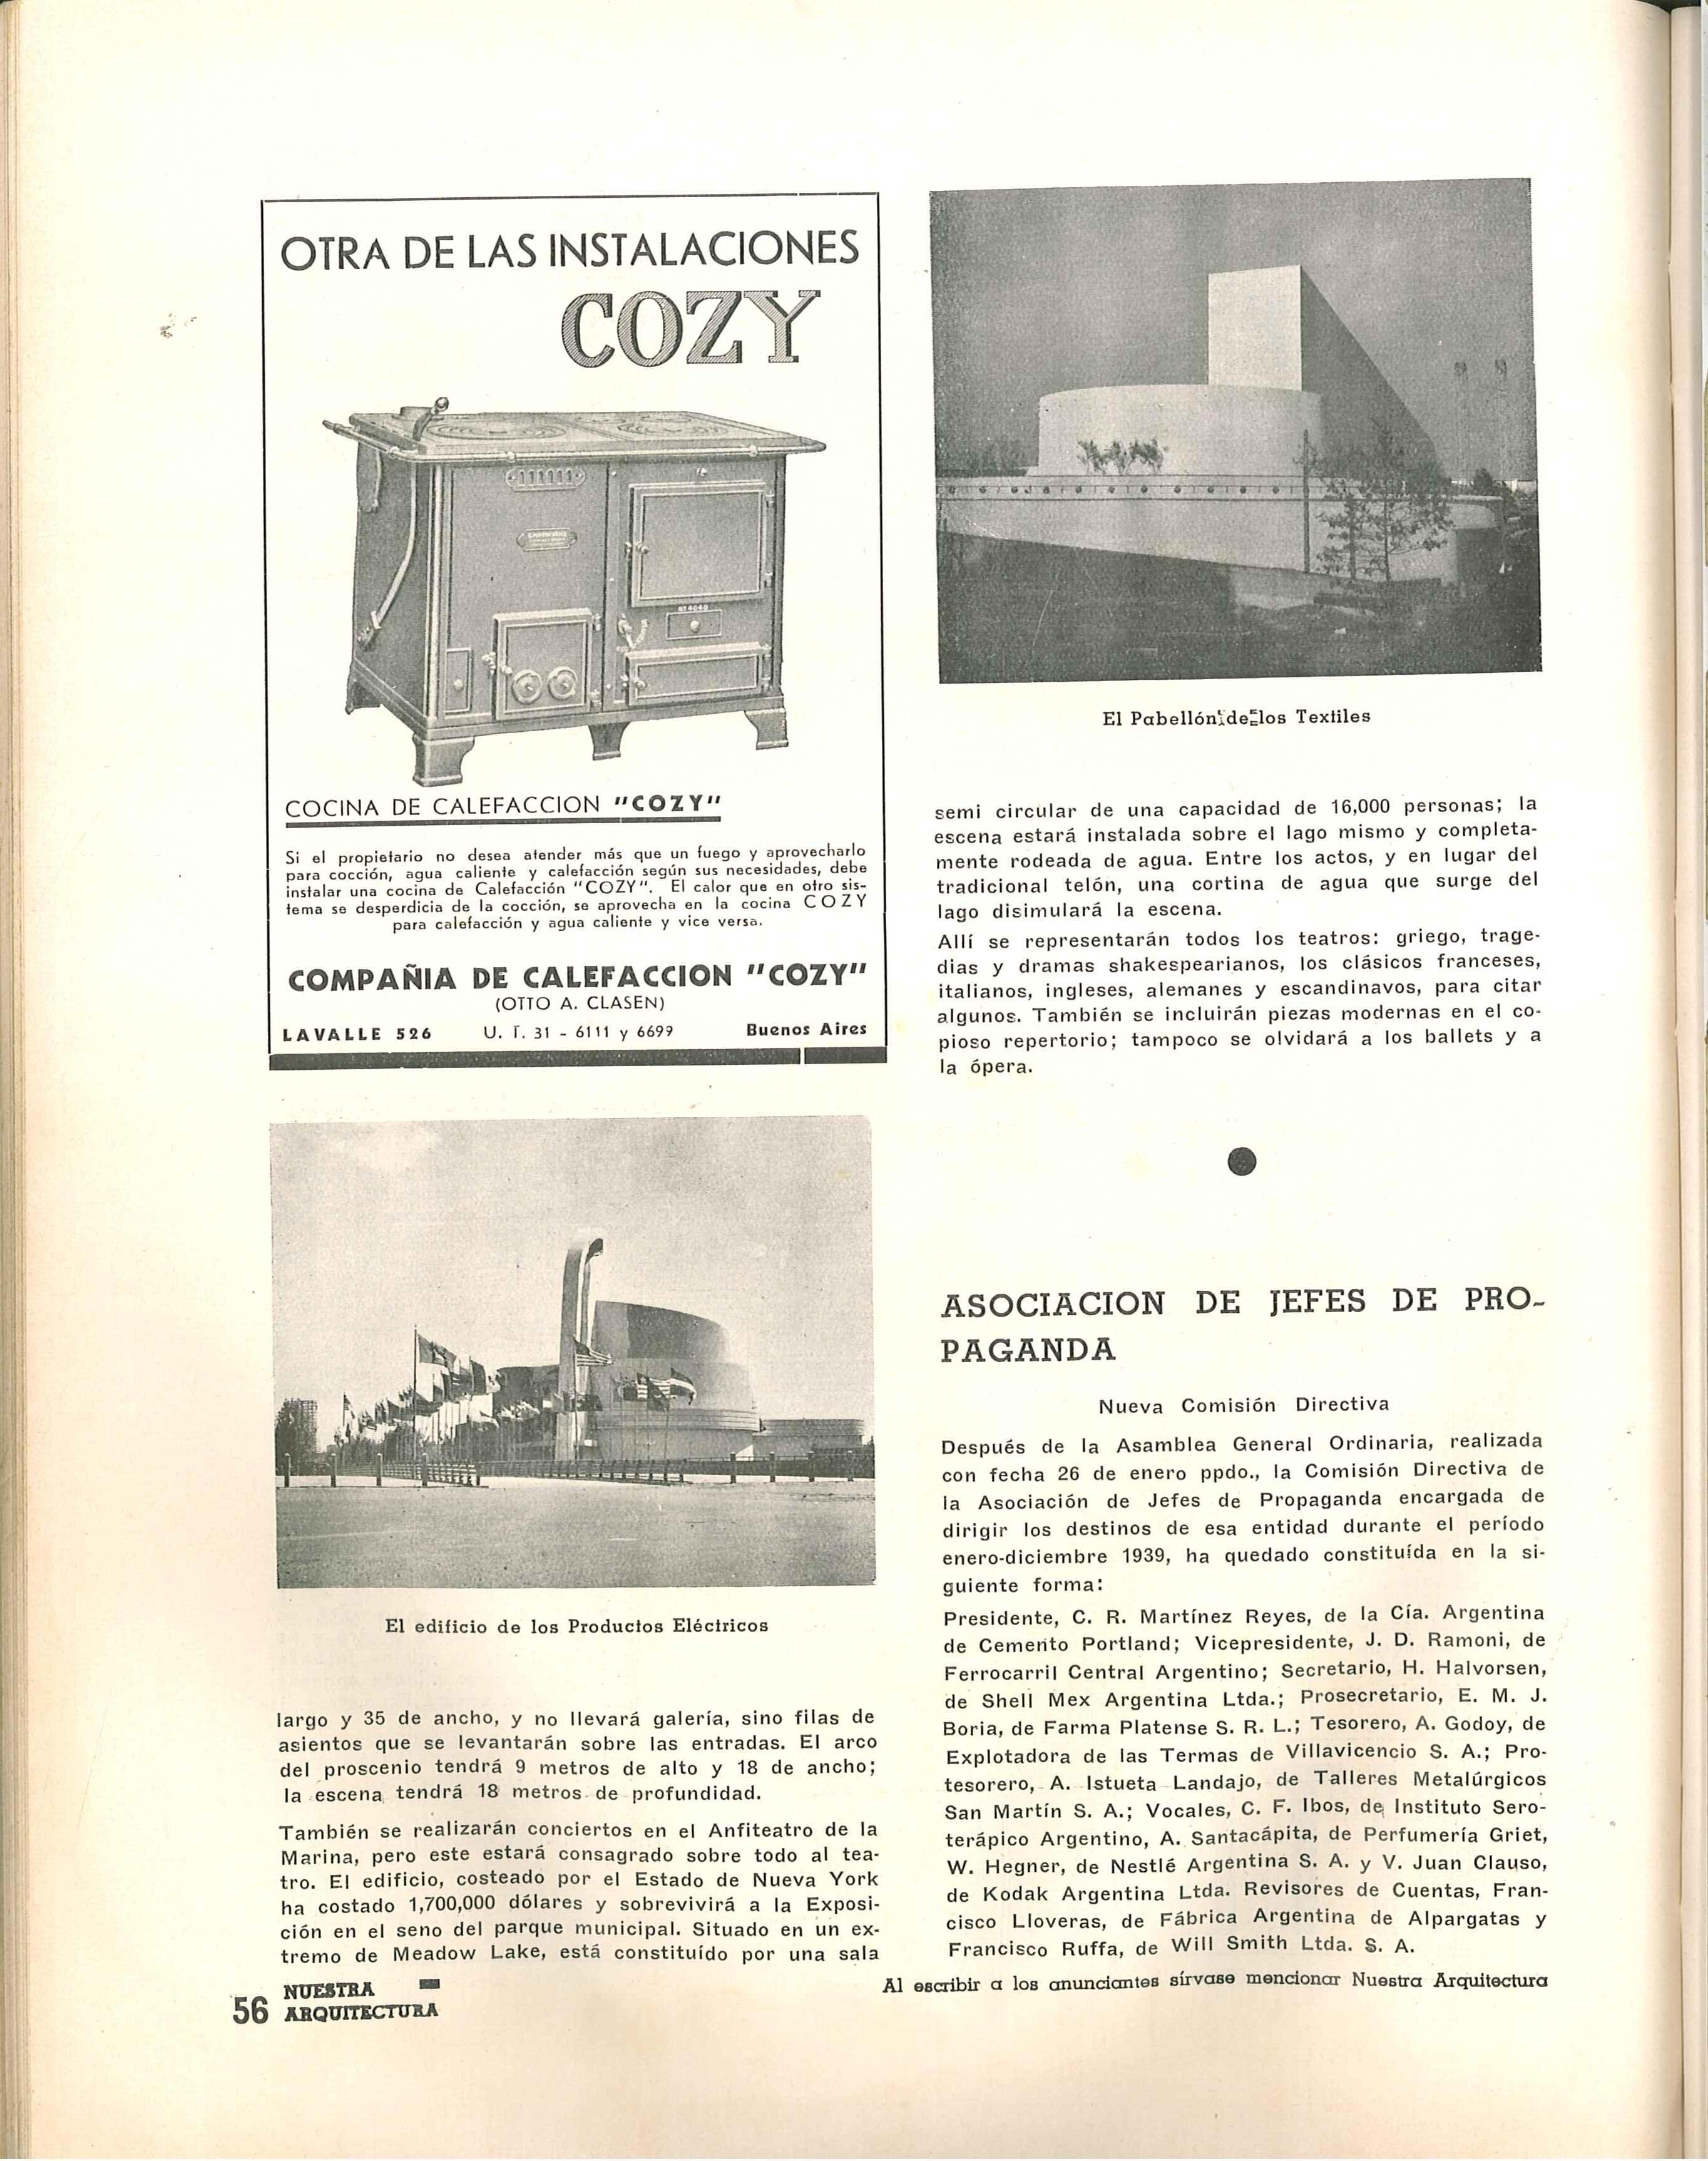 OTRA DE LAS INSTALACIONES
COZY
Nº 4040
COCINA DE CALEFACCION "COZY"
Si el propietario no desea atender más que un fuego y aprovecharlo
para cocción, agua caliente y calefacción según sus necesidades, debe
instalar una cocina de Calefacción "COZY". El calor que en otro sis-
tema se desperdicia de la cocción, se aprovecha en la cocina COZY
para calefacción y agua caliente y vice versa.
COMPAÑIA DE CALEFACCION "COZY"
(OTTO A. CLASEN)
LAVALLE 526 U. T. 31 - 6111 y 6699 Buenos Aires
El edificio de los Productos Eléctricos
largo y 35 de ancho, y no llevará galería, sino filas de
asientos que se levantarán sobre las entradas. El arco
del proscenio tendrá 9 metros de alto y 18 de ancho;
la escena tendrá 18 metros de profundidad.
También se realizarán conciertos en el Anfiteatro de la
Marina, pero este estará consagrado sobre todo al tea-
tro. El edificio, costeado por el Estado de Nueva York
ha costado 1,700,000 dólares y sobrevivirá a la Exposi-
ción en el seno del parque municipal. Situado en un ex-
tremo de Meadow Lake, está constituído por una sala
El Pabellón de los Textiles
semi circular de una capacidad de 16,000 personas; la
escena estará instalada sobre el lago mismo y completa-
mente rodeada de agua. Entre los actos, y en lugar del
tradicional telón, una cortina de agua que surge del
lago disimulará la escena.
Allí se representarán todos los teatros: griego, trage-
dias y dramas shakespearianos, los clásicos franceses,
italianos, ingleses, alemanes y escandinavos, para citar
algunos. También se incluirán piezas modernas en el co-
pioso repertorio; tampoco se olvidará a los ballets y a
la ópera.
ASOCIACION DE JEFES DE PRO-
PAGANDA
Nueva Comisión Directiva
Después de la Asamblea General Ordinaria, realizada
con fecha 26 de enero ppdo., la Comisión Directiva de
la Asociación de Jefes de Propaganda encargada de
dirigir los destinos de esa entidad durante el período
enero-diciembre 1939, ha quedado constituída en la si-
guiente forma:
Presidente, C. R. Martínez Reyes, de la Cía. Argentina
de Cemento Portland; Vicepresidente, J. D. Ramoni, de
Ferrocarril Central Argentino; Secretario, H. Halvorsen,
de Shell Mex Argentina Ltda.; Prosecretario, E. M. J.
Boria, de Farma Platense S. R. L.; Tesorero, A. Godoy, de
Explotadora de las Termas de Villavicencio S. A.; Pro-
tesorero, A. Istueta Landajo, de Talleres Metalúrgicos
San Martín S. A.; Vocales, C. F. Ibos, de Instituto Sero-
terápico Argentino, A. Santacápita, de Perfumería Griet,
W. Hegner, de Nestlé Argentina S. A. y V. Juan Clauso,
de Kodak Argentina Ltda. Revisores de Cuentas, Fran-
cisco Lloveras, de Fábrica Argentina de Alpargatas y
Francisco Ruffa, de Will Smith Ltda. S. A.
Al escribir a los anunciantes sírvase mencionar Nuestra Arquitectura
56 NUESTRA
ARQUITECTURA